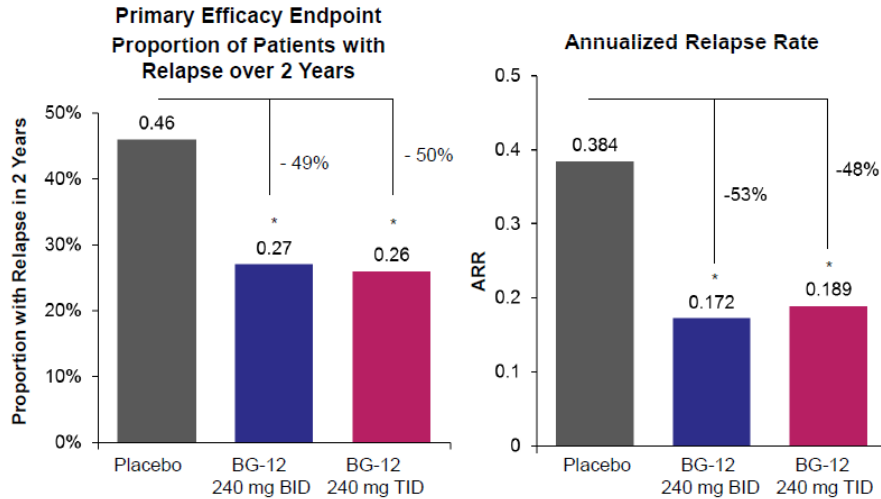 Primary Efficacy Endpoint
Proportion of Patients with
Relapse over 2 Years
Proportion with Relapse in 2 Years
50%
40%
30%
20%
10%
0%
0.46
- 49%
- 50%
*
*
0.27
0.26
Placebo
BG-12
240 mg BID
BG-12
240 mg TID
Annualized Relapse Rate
ARR
0.5
0.4
0.3
0.2
0.1
0
0.384
-53%
-48%
*
*
0.172
0.189
Placebo
BG-12
240 mg BID
BG-12
240 mg TID